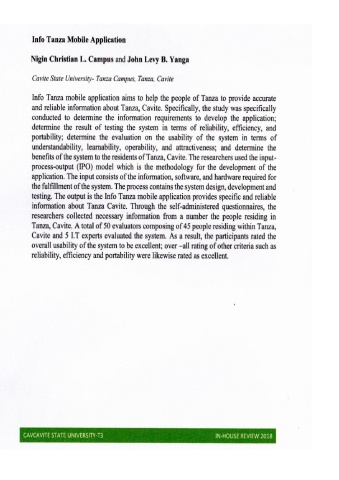 Info Tanza Mobile Application
Nigin Christian L. Campus and John Levy B. Yanga
Cavite State University- Tanza Campus, Tanza, Cavite
Info Tanza mobile application aims to help the people of Tanza to provide accurate
and reliable information about Tanza, Cavite. Specifically, the study was specifically
conducted to determine the information requirements to develop the application;
determine the result of testing the system in terms of reliability, efficiency, and
portability; determine the evaluation on the usability of the system in terms of
understandability, learnability, operability, and attractiveness; and determine the
benefits of the system to the residents of Tanza, Cavite. The researchers used the input-
process-output (IPO) model which is the methodology for the development of the
application. The input consists of the information, software, and hardware required for
the fulfillment of the system. The process contains the system design, development and
testing. The output is the Info Tanza mobile application provides specific and reliable
information about Tanza Cavite. Through the self-administered questionnaires, the
researchers collected necessary information from a number the people residing in
Tanza, Cavite. A total of 50 evaluators composing of 45 people residing within Tanza,
Cavite and 5 I.T experts evaluated the system. As a result, the participants rated the
overall usability of the system to be excellent; over –all rating of other criteria such as
reliability, efficiency and portability were likewise rated as excellent.
CAVCAVITE STATE UNIVERSITY-T3 IN-HOUSE REVIEW 2018